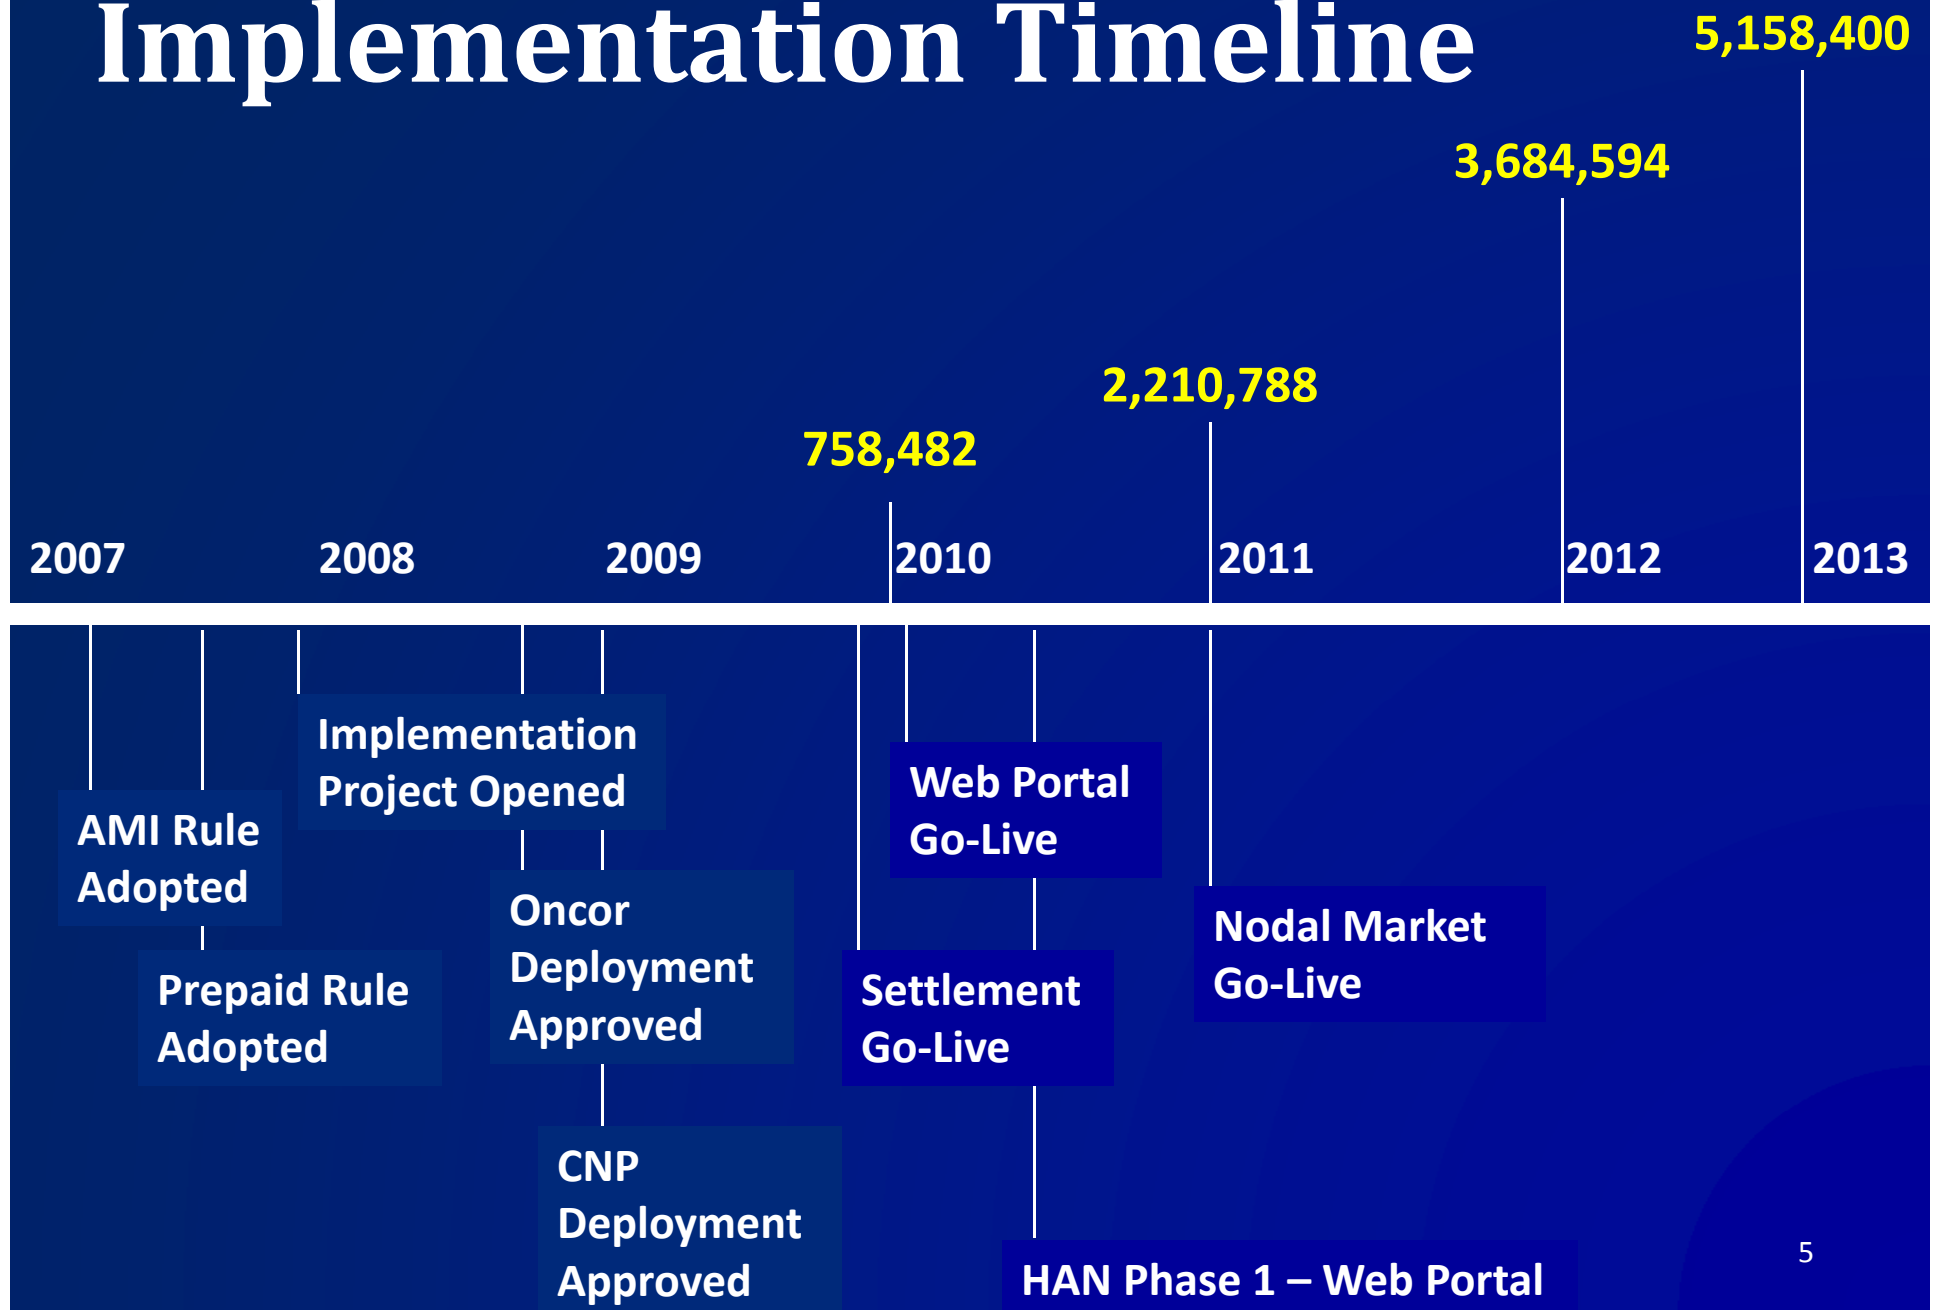 Implementation Timeline
5,158,400
3,684,594
2,210,788
758,482
2007 2008 2009 2010 2011 2012 2013
Implementation
Project Opened
Web Portal
Go-Live
AMI Rule
Adopted
Oncor
Deployment
Approved
Nodal Market
Go-Live
Prepaid Rule
Adopted
Settlement
Go-Live
CNP
Deployment
Approved
HAN Phase 1 – Web Portal
5